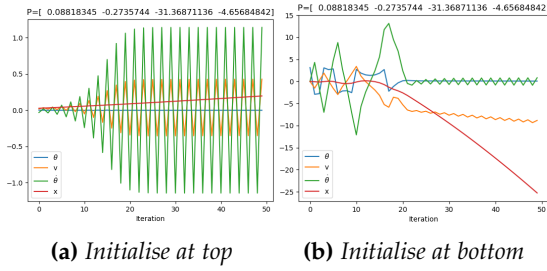 P=[ 0.08818345 -0.2735744 -31.36871136 -4.65684842]
1.0
0.5
0.0
−0.5
−1.0
0 10 20 30 40 50
Iteration
θ
v
θ̇
x
(a) Initialise at top
P=[ 0.08818345 -0.2735744 -31.36871136 -4.65684842]
15
10
5
0
−5
−10
−15
−20
−25
0 10 20 30 40 50
Iteration
θ
v
θ̇
x
(b) Initialise at bottom